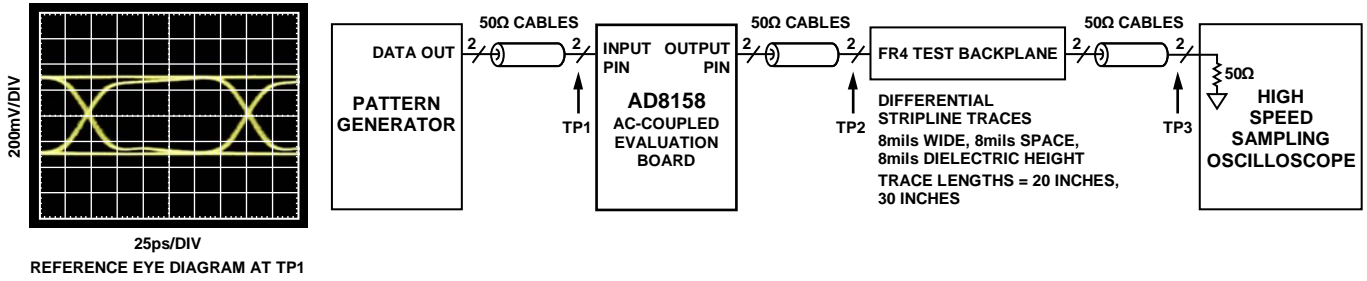 200mV/DIV
25ps/DIV
REFERENCE EYE DIAGRAM AT TP1
DATA OUT
PATTERN
GENERATOR
50Ω CABLES
2
2
TP1
INPUT
PIN
OUTPUT
PIN
AD8158
AC-COUPLED
EVALUATION
BOARD
50Ω CABLES
2
2
TP2
FR4 TEST BACKPLANE
DIFFERENTIAL
STRIPLINE TRACES
8mils WIDE, 8mils SPACE,
8mils DIELECTRIC HEIGHT
TRACE LENGTHS = 20 INCHES,
30 INCHES
50Ω CABLES
2
2
TP3
50Ω
HIGH
SPEED
SAMPLING
OSCILLOSCOPE